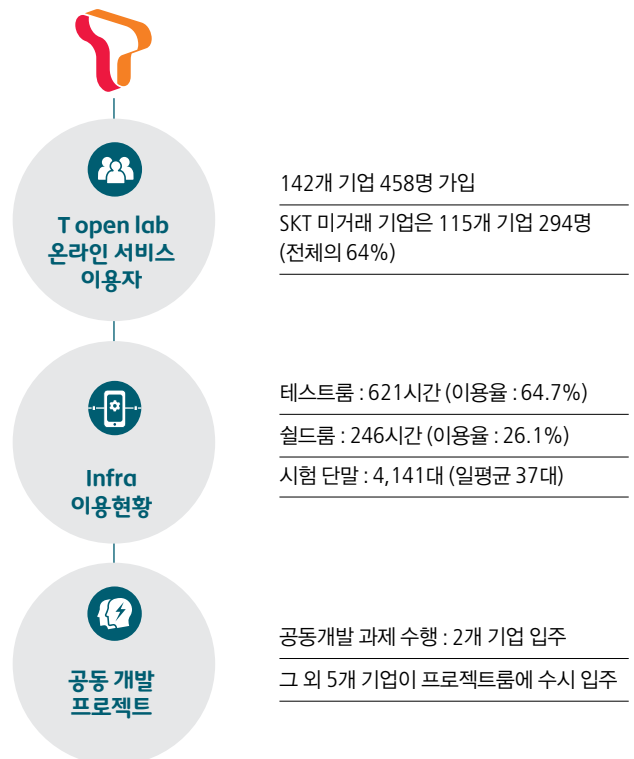 T open lab
온라인 서비스
이용자
142개 기업 458명 가입
SKT 미거래 기업은 115개 기업 294명
(전체의 64%)
Infra
이용현황
테스트룸 : 621시간 (이용율 : 64.7%)
쉴드룸 : 246시간 (이용율 : 26.1%)
시험 단말 : 4,141대 (일평균 37대)
공동 개발
프로젝트
공동개발 과제 수행 : 2개 기업 입주
그 외 5개 기업이 프로젝트룸에 수시 입주